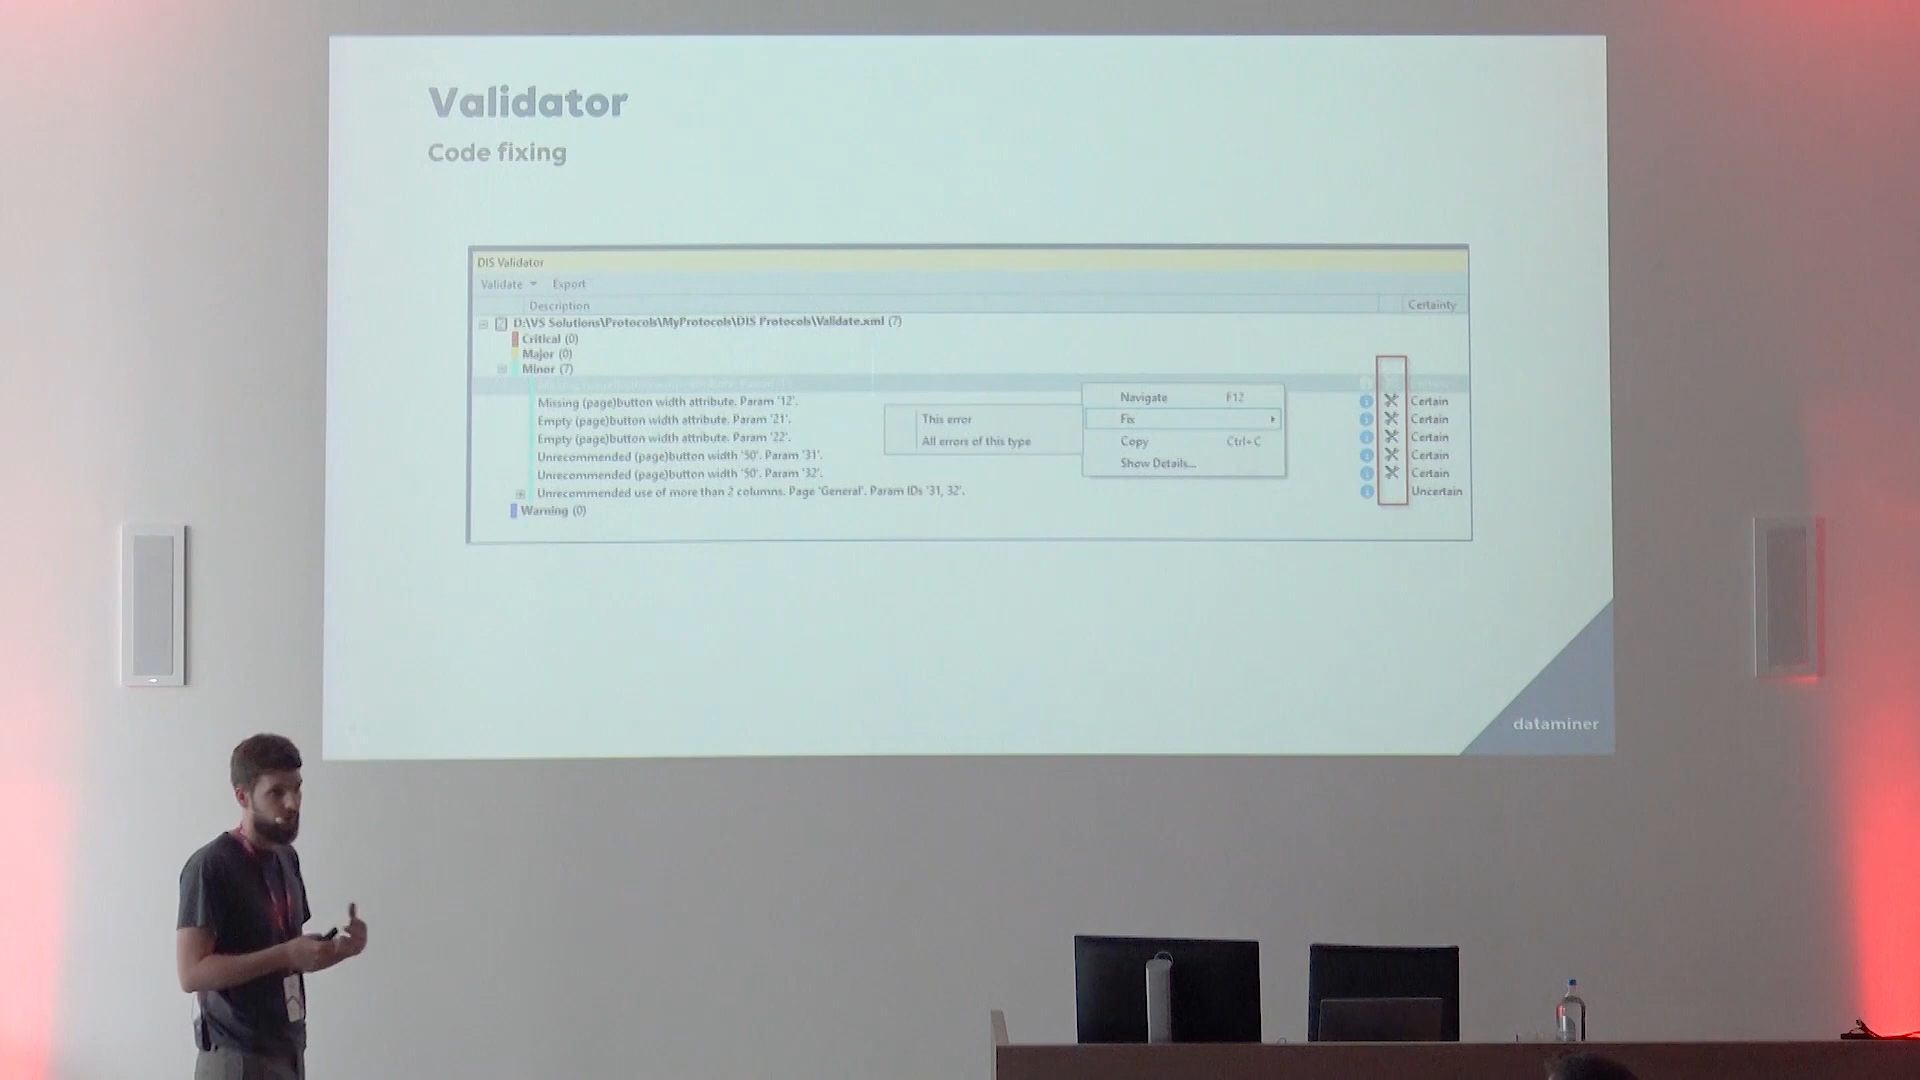 Validator
Code fixing
DIS Validator
Validate Export
Description Certainty
D:\VS Solutions\Protocols\MyProtocols\DIS Protocols\Validate.xml (7)
Critical (0)
Major (0)
Minor (7)
Missing (page)button width attribute. Param '12'. Certain
Empty (page)button width attribute. Param '21'. Certain
Empty (page)button width attribute. Param '22'. Certain
Unrecommended (page)button width '50'. Param '31'. Certain
Unrecommended (page)button width '50'. Param '32'. Certain
Unrecommended use of more than 2 columns. Page 'General'. Param IDs '31, 32'. Uncertain
Warning (0)
This error
All errors of this type
Navigate F12
Fix
Copy Ctrl+C
Show Details...
dataminer